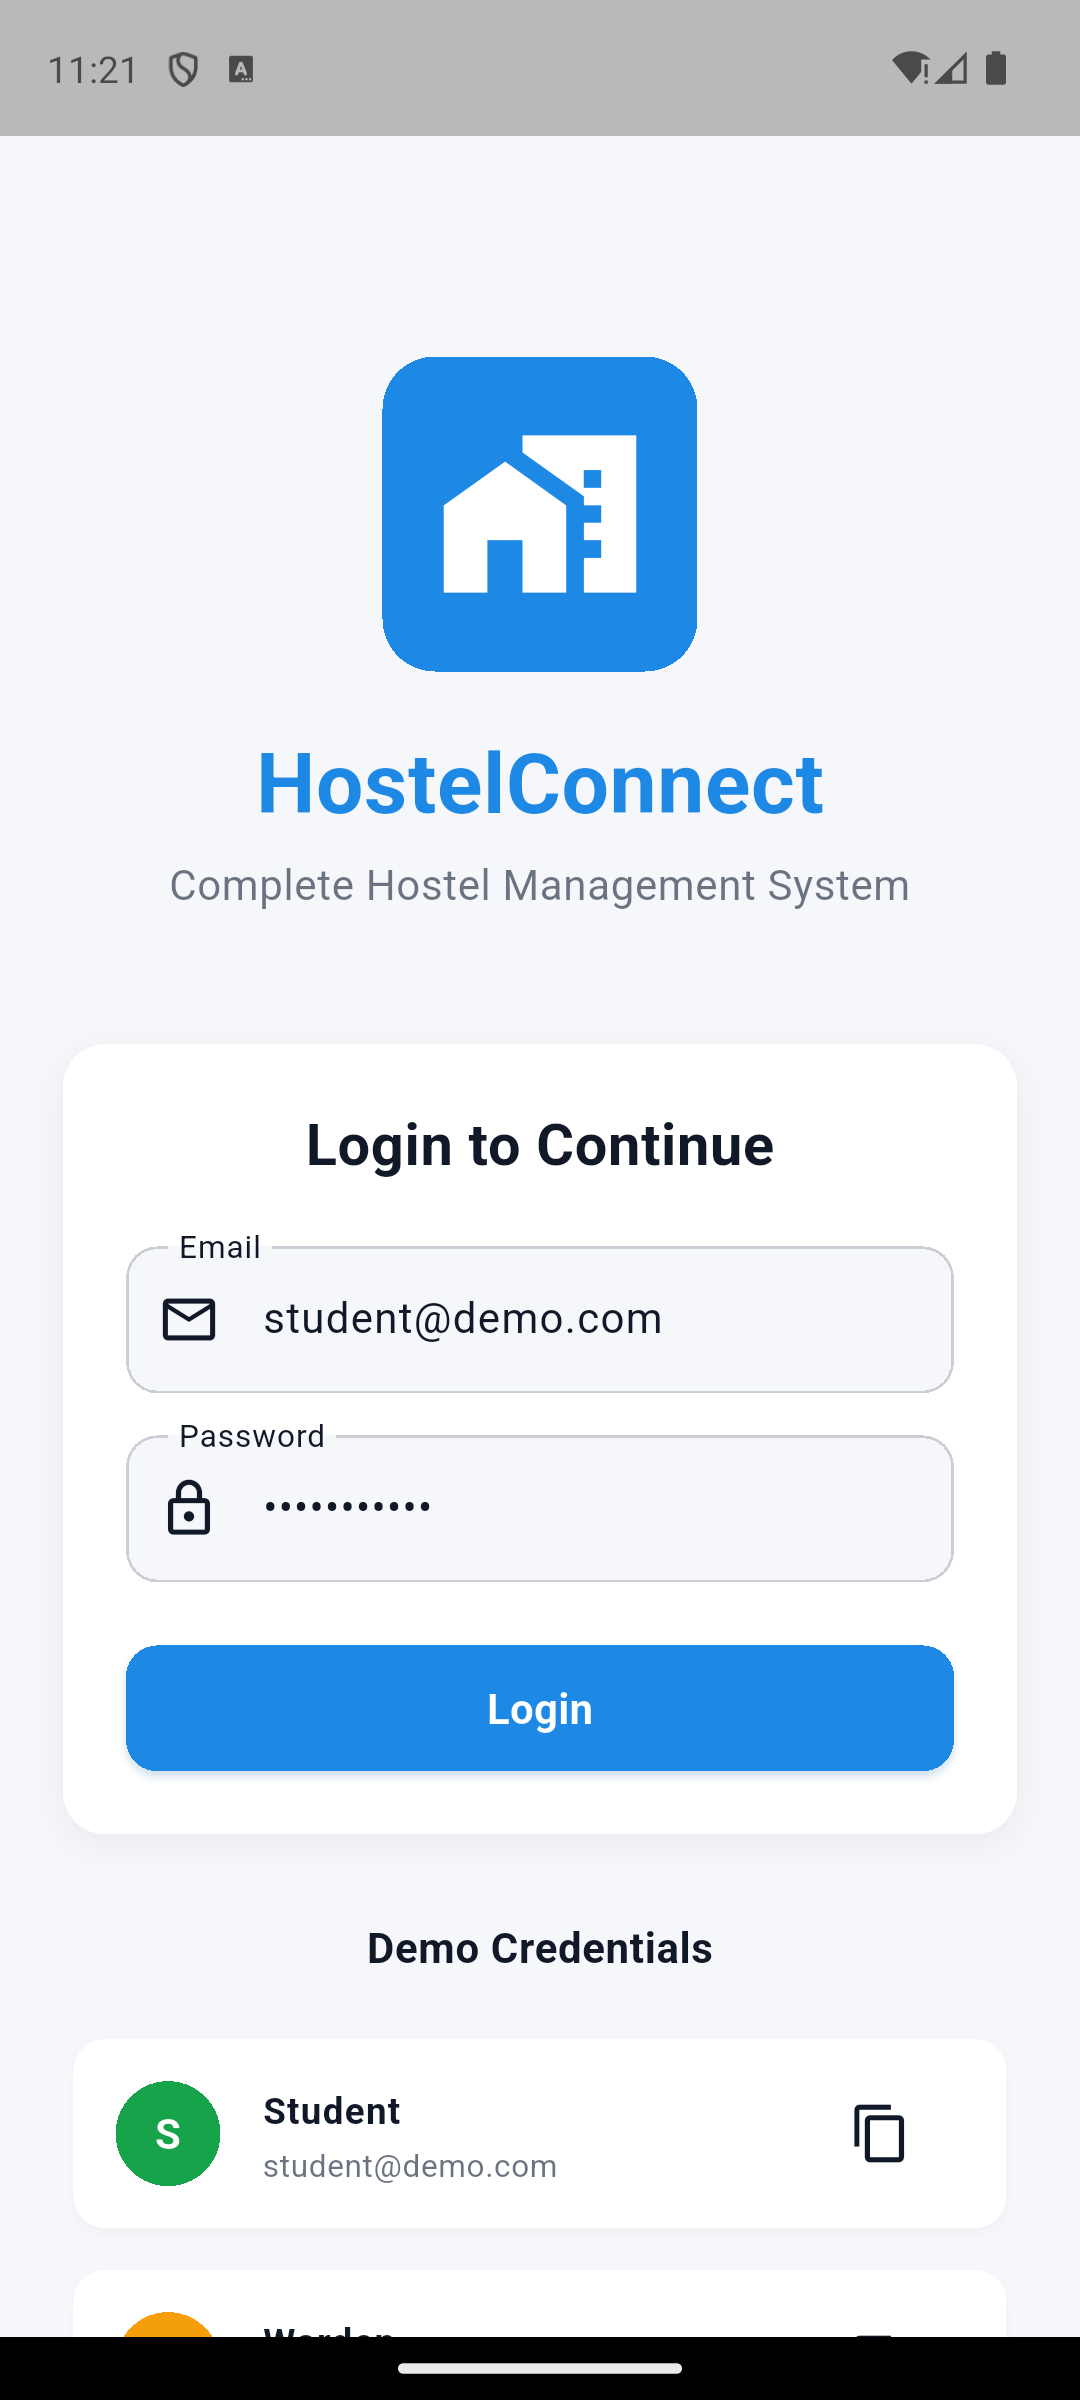 11:21
HostelConnect
Complete Hostel Management System
Login to Continue
Email
student@demo.com
Password
•••••••••••
Login
Demo Credentials
S
Student
student@demo.com
Warden